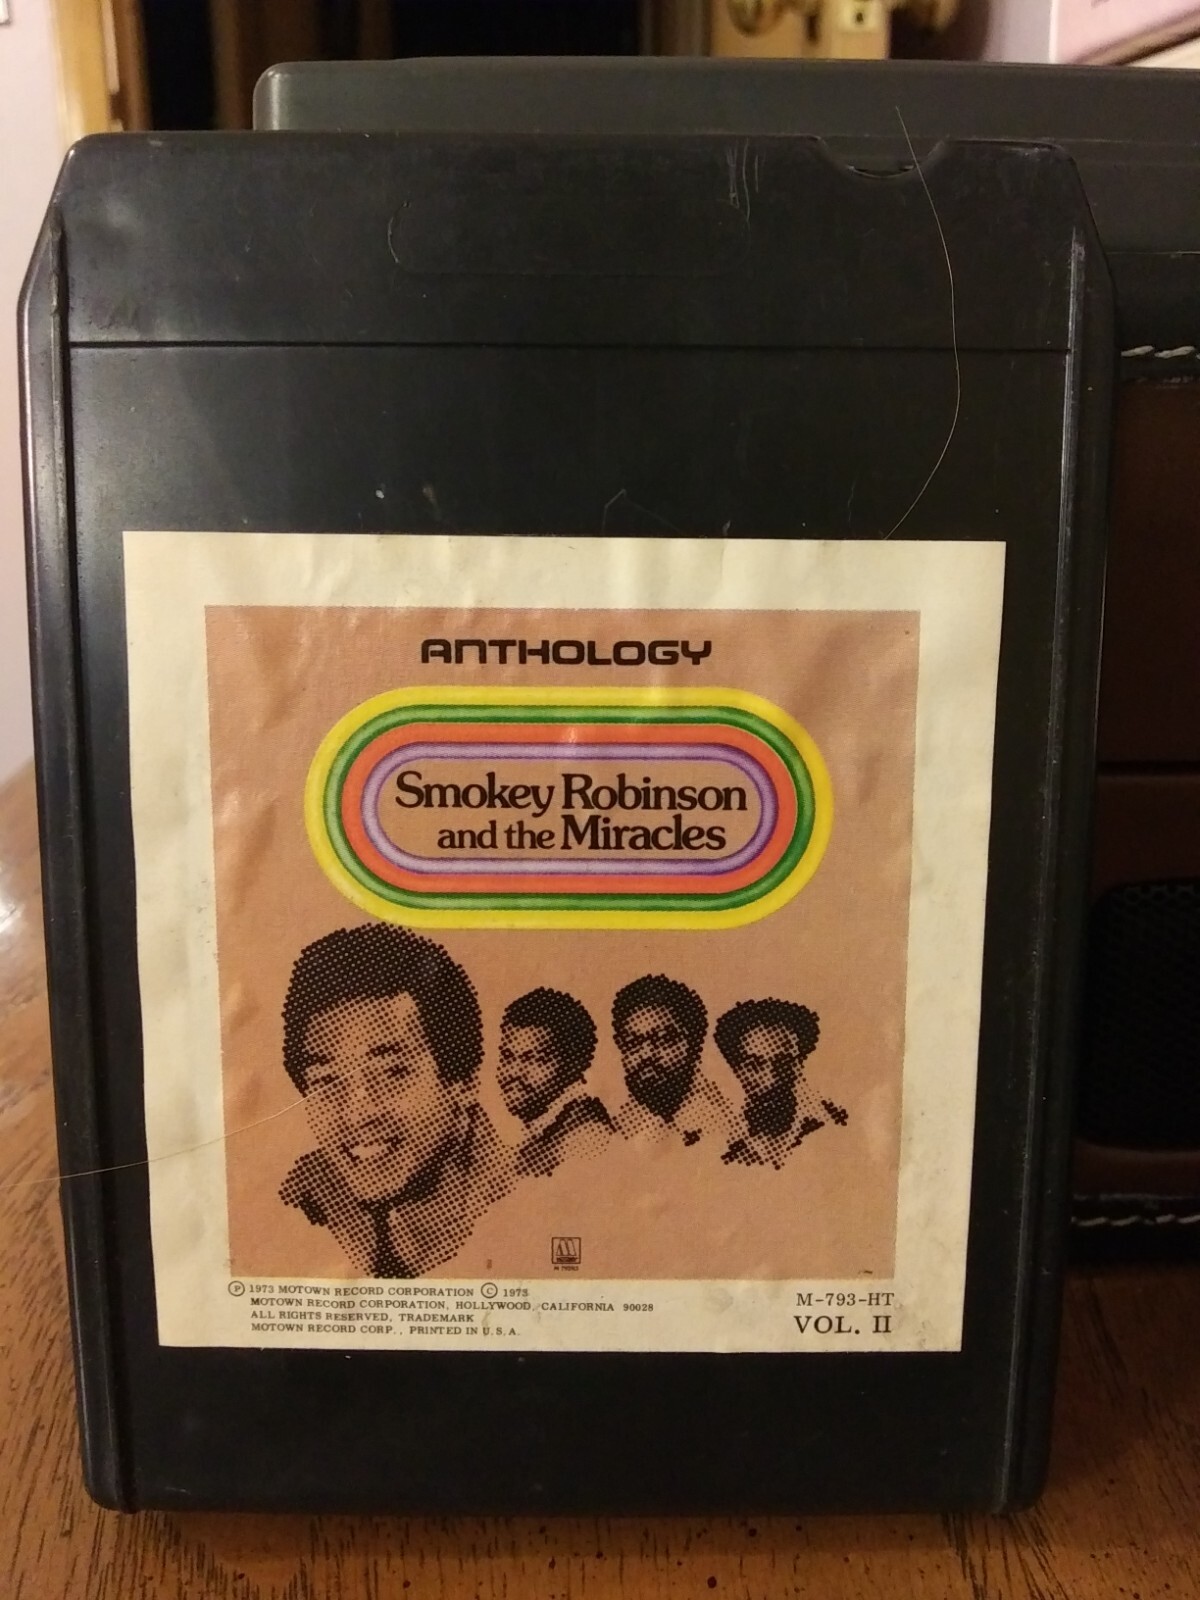 ANTHOLOGY
Smokey Robinson
and the Miracles
Ⓟ 1973 MOTOWN RECORD CORPORATION Ⓒ 1973
MOTOWN RECORD CORPORATION, HOLLYWOOD, CALIFORNIA 90028
ALL RIGHTS RESERVED, TRADEMARK
MOTOWN RECORD CORP., PRINTED IN U.S.A.
M-793-HT
VOL. II